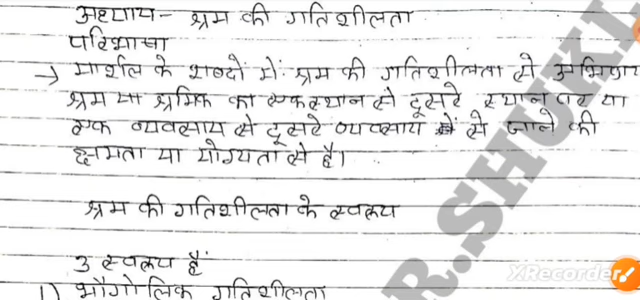 अध्याय - श्रम की गतिशीलता
परिभाषा
→ मार्शल के शब्दों में श्रम की गतिशीलता से अभिप्राय
श्रम या श्रमिक का एकस्थान से दूसरे स्थान पर या
एक व्यवसाय से दूसरे व्यवसाय में से जाने की
क्षमता या योग्यता से है।
श्रम की गतिशीलता के स्वरूप
3 स्वरूप हैं
1) भौगोलिक गतिशीलता
R.SHUKL
XRecorder